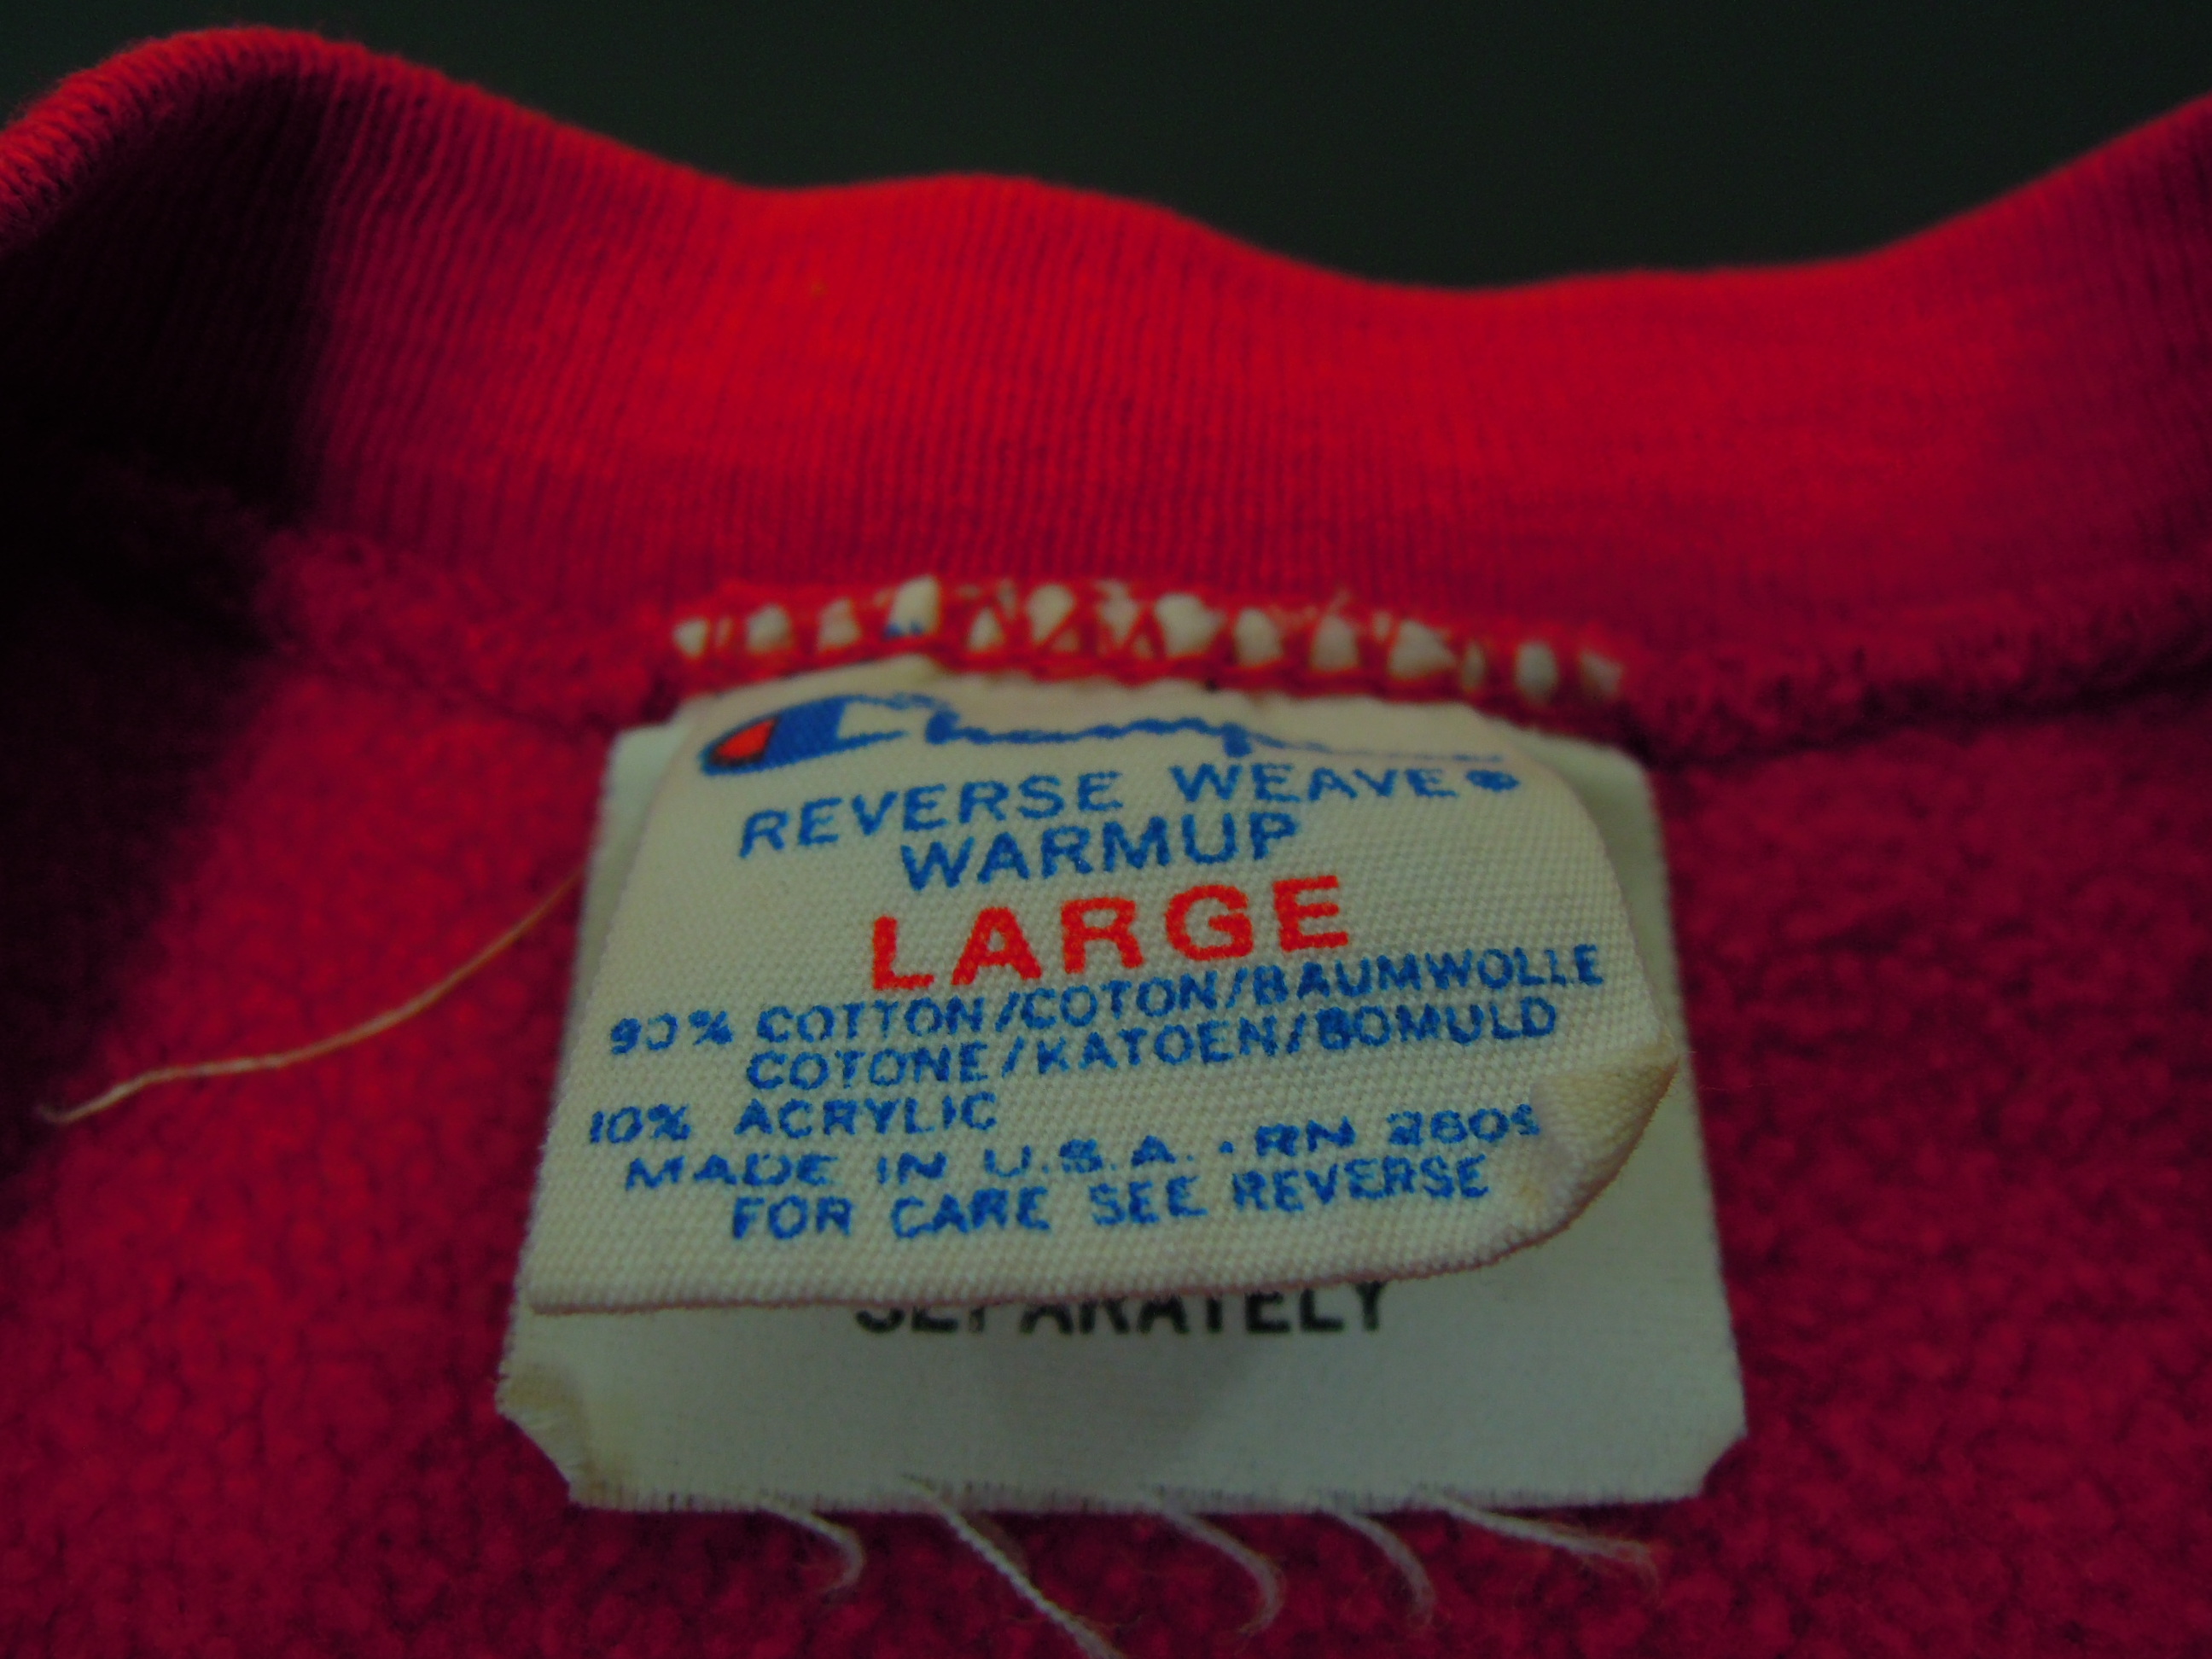 Champion
REVERSE WEAVE®
WARMUP
LARGE
90% COTTON/COTON/BAUMWOLLE
COTONE/KATOEN/BOMULD
10% ACRYLIC
MADE IN U.S.A. · RN 26094
FOR CARE SEE REVERSE
SEPARATELY